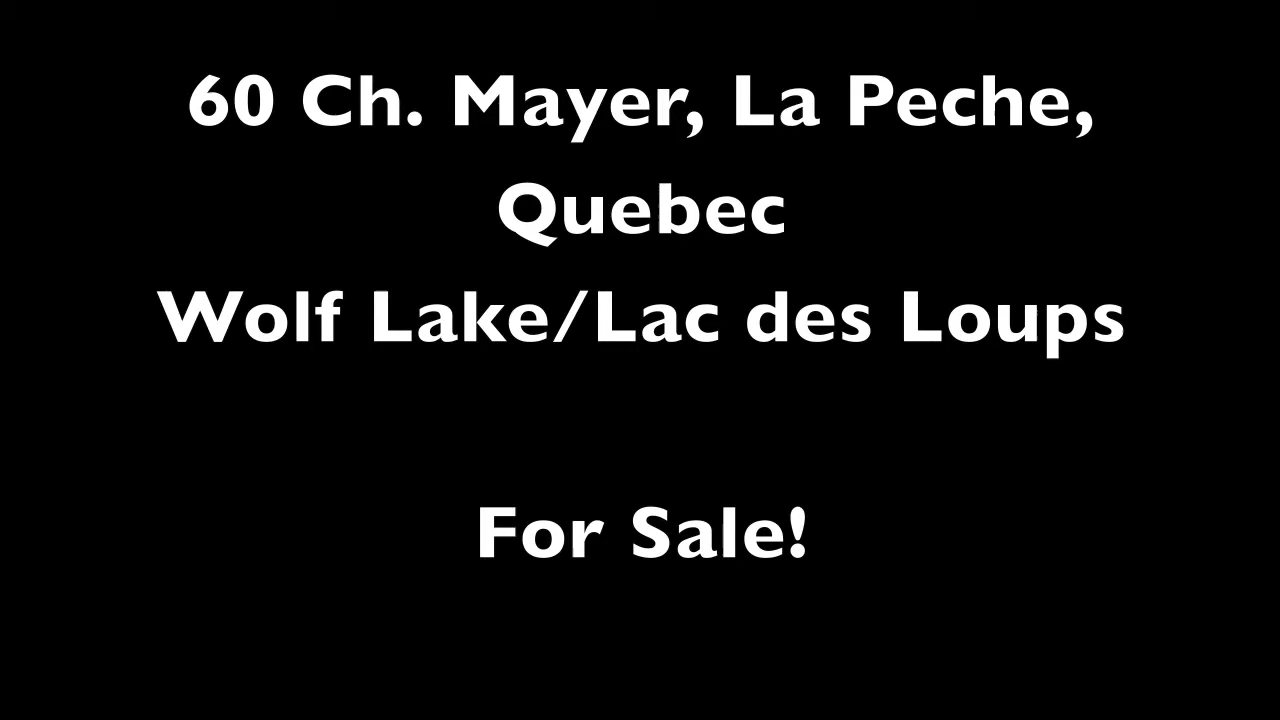 60 Ch. Mayer, La Peche,
Quebec
Wolf Lake/Lac des Loups
For Sale!